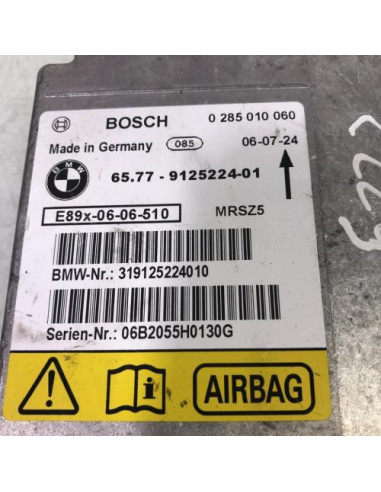 BOSCH 0 285 010 060
Made in Germany 085 06-07-24
BMW 65.77 - 9125224-01
E89x-06-06-510 MRSZ5
BMW-Nr.: 319125224010
Serien-Nr.: 06B2055H0130G
AIRBAG